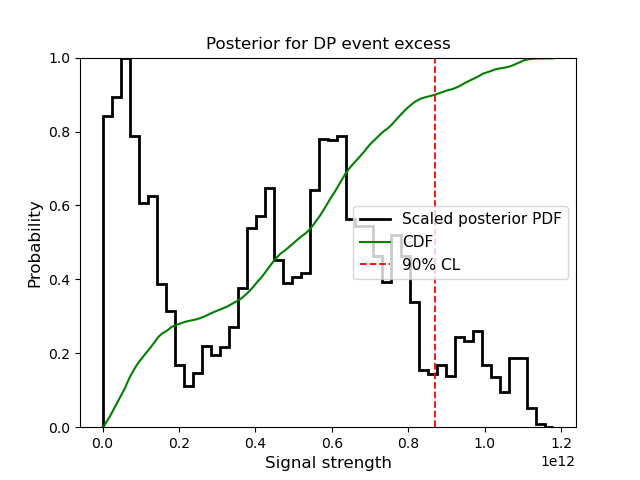 Posterior for DP event excess
Probability
1.0
0.8
0.6
0.4
0.2
0.0
Scaled posterior PDF
CDF
90% CL
0.0 0.2 0.4 0.6 0.8 1.0 1.2
1e12
Signal strength